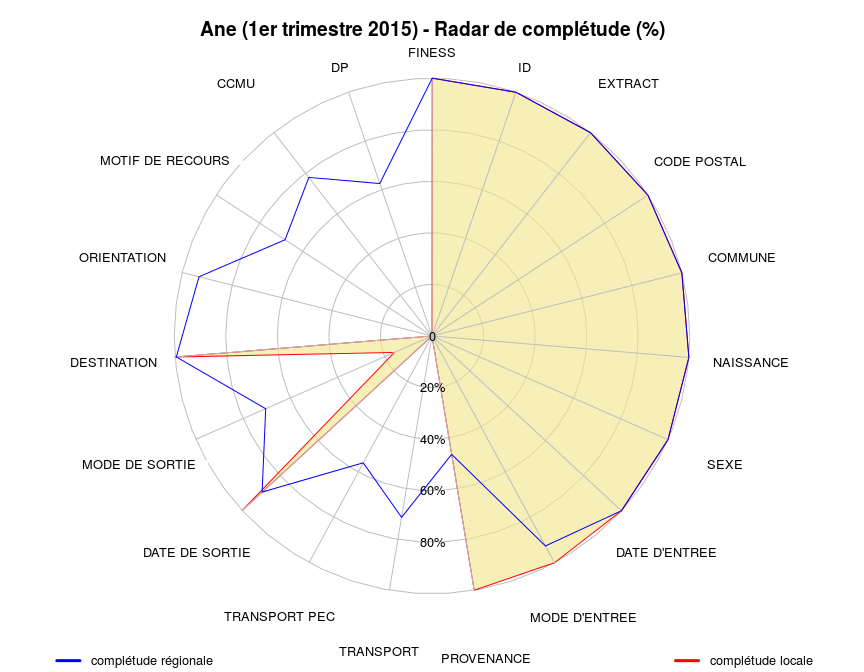 Ane (1er trimestre 2015) - Radar de complétude (%)
FINESS
DP
ID
CCMU
EXTRACT
MOTIF DE RECOURS
CODE POSTAL
ORIENTATION
COMMUNE
0
DESTINATION
NAISSANCE
20%
40%
MODE DE SORTIE
SEXE
60%
80%
DATE DE SORTIE
DATE D'ENTREE
TRANSPORT PEC
MODE D'ENTREE
TRANSPORT
PROVENANCE
complétude régionale
complétude locale